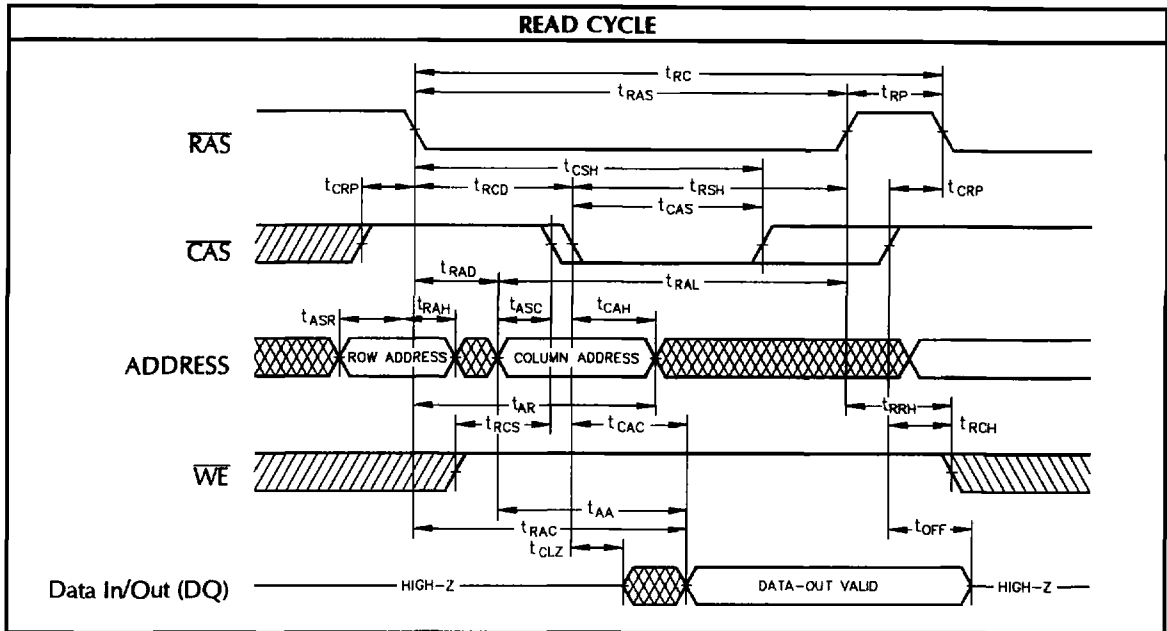 READ CYCLE
tRC
tRAS
tRP
RAS
tCSH
tCRP
tRCD
tRSH
tCRP
tCAS
CAS
tRAD
tRAL
tASR
tRAH
tASC
tCAH
ADDRESS
ROW ADDRESS
COLUMN ADDRESS
tAR
tRRH
tRCS
tCAC
tRCH
WE
tAA
tRAC
tOFF
tCLZ
Data In/Out (DQ)
HIGH-Z
DATA-OUT VALID
HIGH-Z